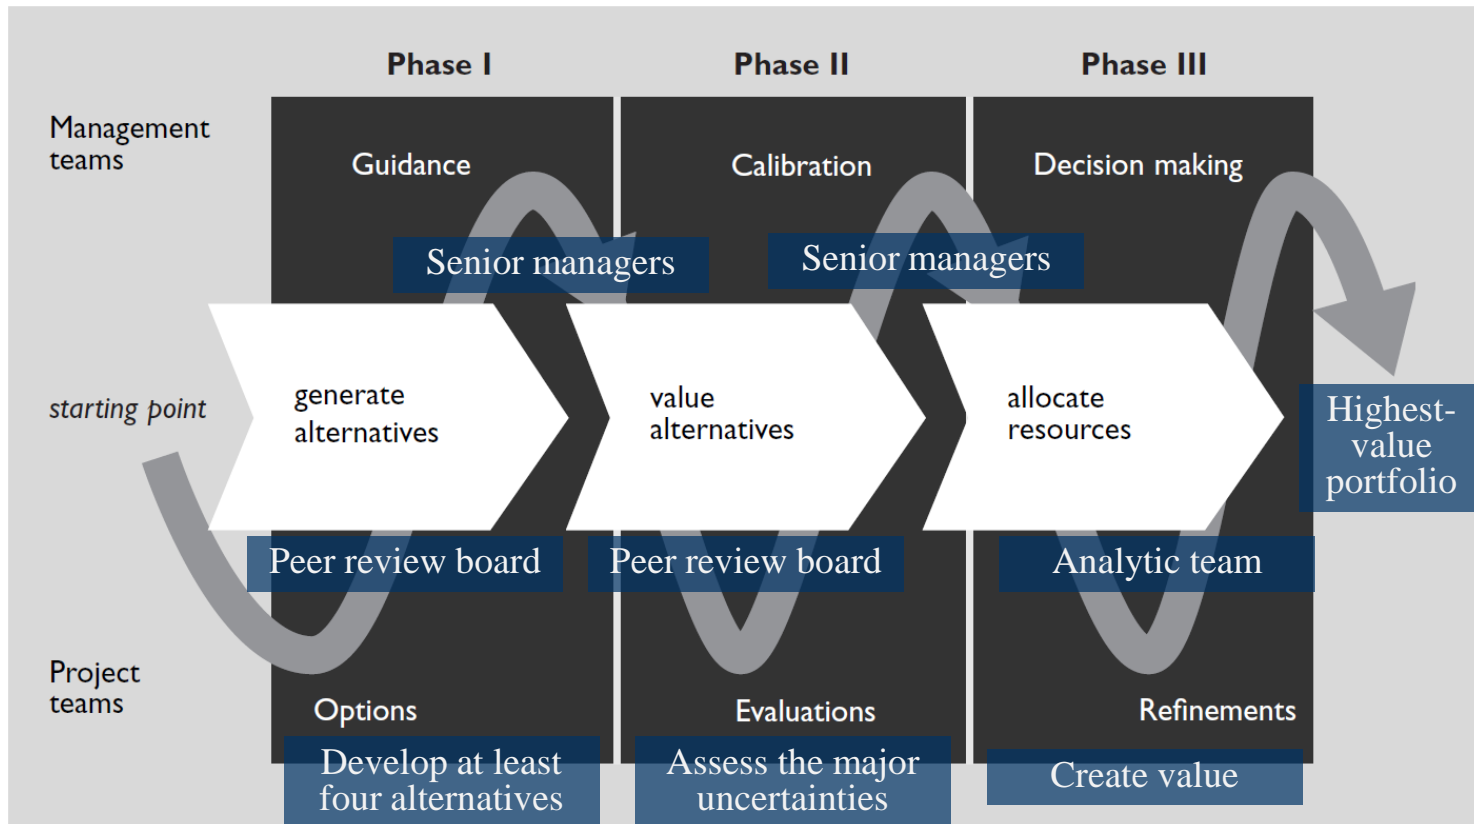 Phase I
Phase II
Phase III
Management
teams
Guidance
Calibration
Decision making
Senior managers
Senior managers
starting point
generate
alternatives
value
alternatives
allocate
resources
Highest-
value
portfolio
Peer review board
Peer review board
Analytic team
Project
teams
Options
Evaluations
Refinements
Develop at least
four alternatives
Assess the major
uncertainties
Create value